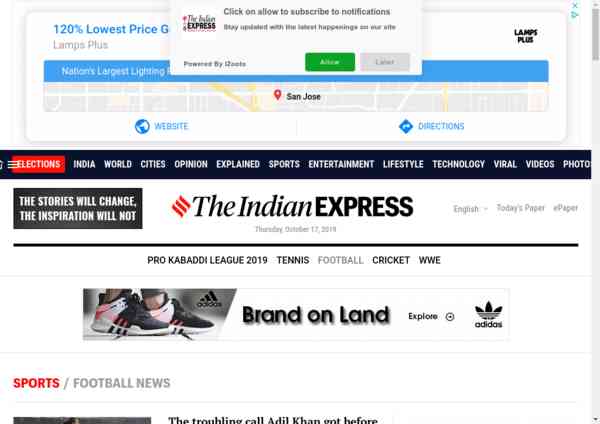 Click on allow to subscribe to notifications
Stay updated with the latest happenings on our site
The Indian EXPRESS
Powered By iZooto
Allow
Later
120% Lowest Price G
Lamps Plus
LAMPS PLUS
Nation's Largest Lighting R
San Jose
WEBSITE
DIRECTIONS
ELECTIONS INDIA WORLD CITIES OPINION EXPLAINED SPORTS ENTERTAINMENT LIFESTYLE TECHNOLOGY VIRAL VIDEOS PHOTOS
THE STORIES WILL CHANGE,
THE INSPIRATION WILL NOT
The Indian EXPRESS
Thursday, October 17, 2019
English
Today's Paper
ePaper
PRO KABADDI LEAGUE 2019 TENNIS FOOTBALL CRICKET WWE
adidas
Brand on Land
Explore
adidas
SPORTS / FOOTBALL NEWS
The troubling call Adil Khan got before